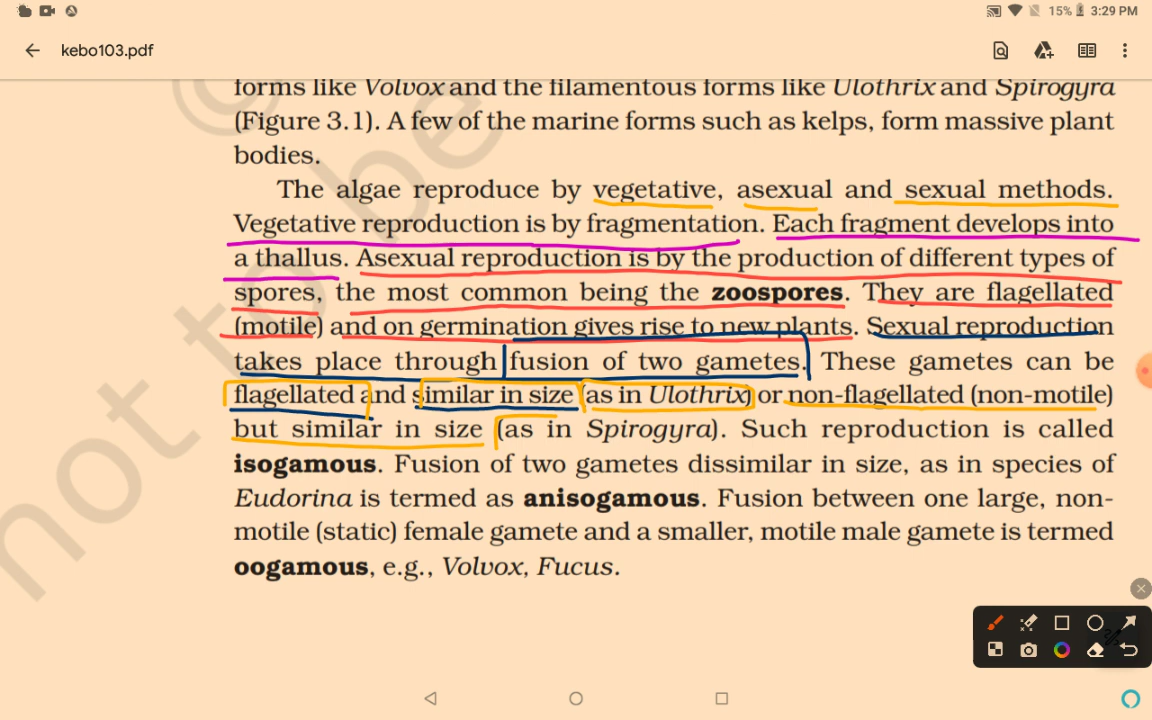 15% 3:29 PM
kebo103.pdf
forms like Volvox and the filamentous forms like Ulothrix and Spirogyra
(Figure 3.1). A few of the marine forms such as kelps, form massive plant
bodies.
The algae reproduce by vegetative, asexual and sexual methods.
Vegetative reproduction is by fragmentation. Each fragment develops into
a thallus. Asexual reproduction is by the production of different types of
spores, the most common being the zoospores. They are flagellated
(motile) and on germination gives rise to new plants. Sexual reproduction
takes place through fusion of two gametes. These gametes can be
flagellated and similar in size (as in Ulothrix) or non-flagellated (non-motile)
but similar in size (as in Spirogyra). Such reproduction is called
isogamous. Fusion of two gametes dissimilar in size, as in species of
Eudorina is termed as anisogamous. Fusion between one large, non-
motile (static) female gamete and a smaller, motile male gamete is termed
oogamous, e.g., Volvox, Fucus.
© not to be